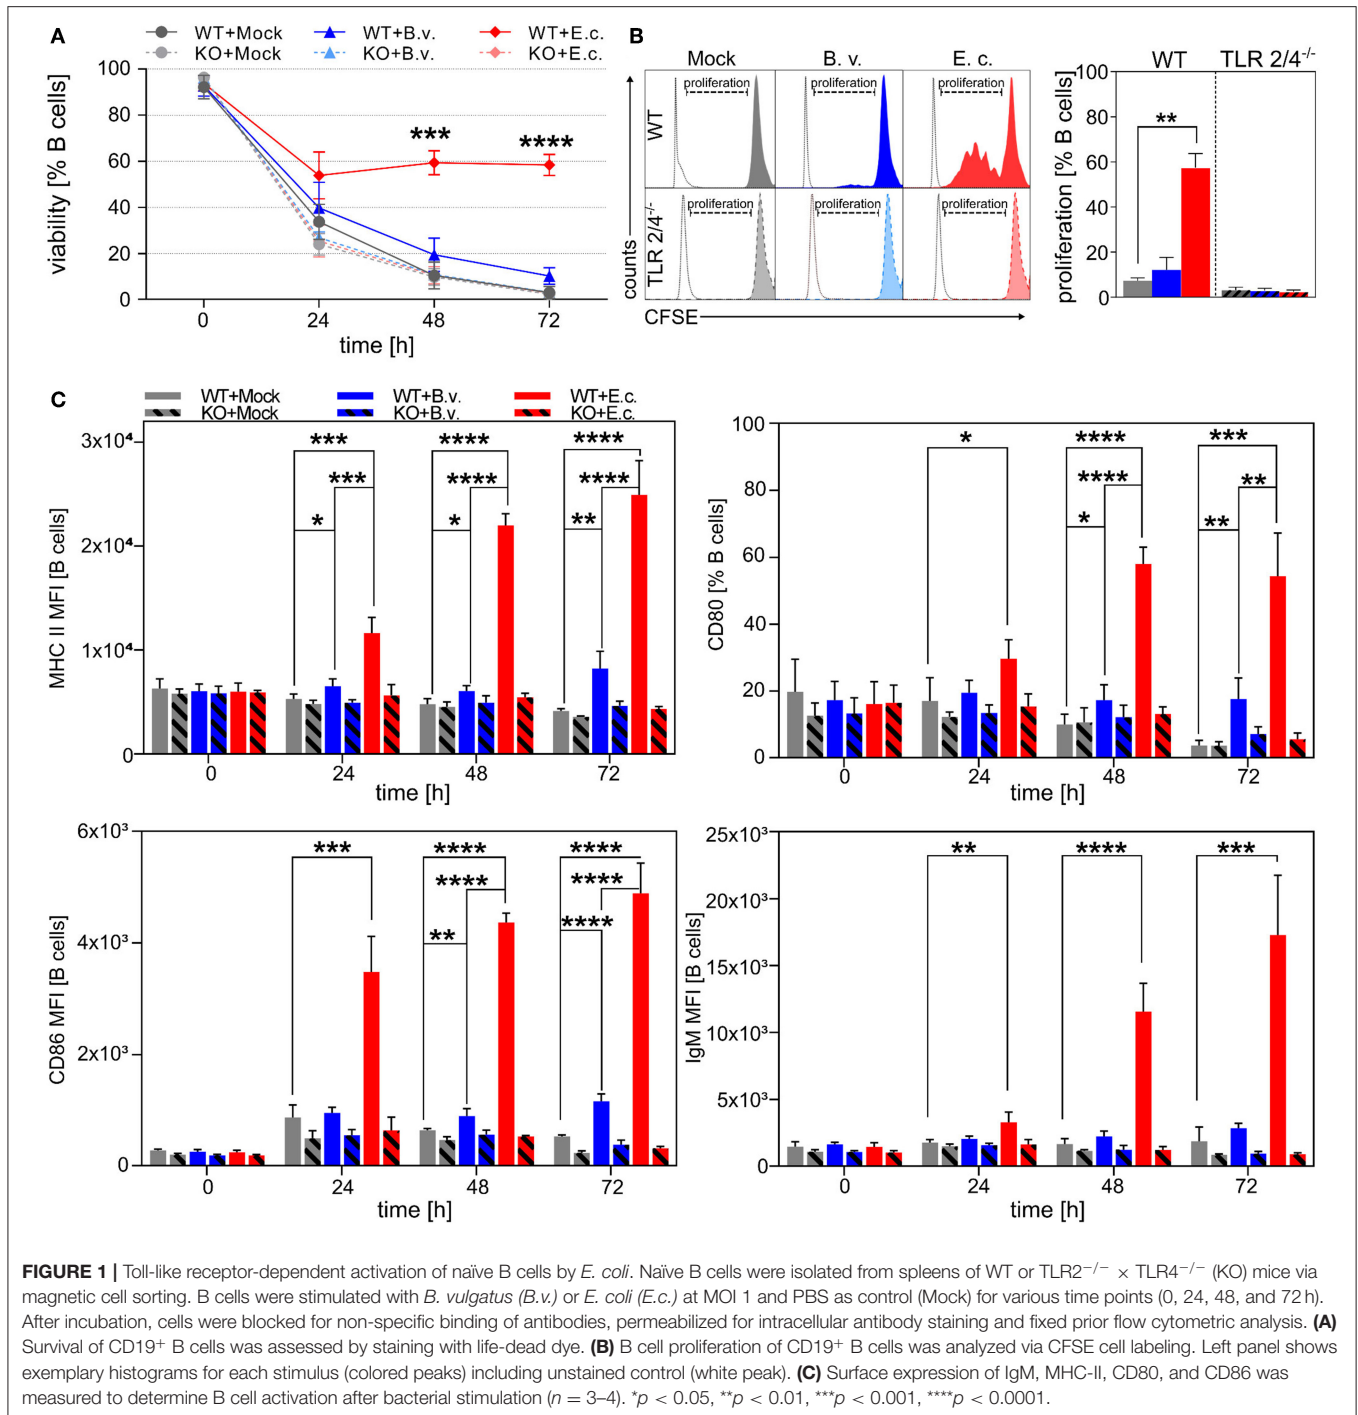 A
WT+Mock WT+B.v. WT+E.c.
KO+Mock KO+B.v. KO+E.c.
viability [% B cells]
100
80
60
40
20
0
*** ****
0 24 48 72
time [h]
B
Mock B. v. E. c.
WT
proliferation proliferation proliferation
TLR 2/4-/-
proliferation proliferation proliferation
counts
CFSE
WT TLR 2/4-/-
proliferation [% B cells]
100
80
60
40
20
0
**
C
WT+Mock WT+B.v. WT+E.c.
KO+Mock KO+B.v. KO+E.c.
MHC II MFI [B cells]
3x10⁴
2x10⁴
1x10⁴
0
*** **** ****
*** **** ****
* * **
0 24 48 72
time [h]
CD80 [% B cells]
100
80
60
40
20
0
* **** ***
**** **
* **
0 24 48 72
time [h]
CD86 MFI [B cells]
6x10³
4x10³
2x10³
0
*** **** ****
**** ****
** ****
0 24 48 72
time [h]
IgM MFI [B cells]
25x10³
20x10³
15x10³
10x10³
5x10³
0
** **** ***
0 24 48 72
time [h]
FIGURE 1 | Toll-like receptor-dependent activation of naïve B cells by E. coli. Naïve B cells were isolated from spleens of WT or TLR2−/− × TLR4−/− (KO) mice via
magnetic cell sorting. B cells were stimulated with B. vulgatus (B.v.) or E. coli (E.c.) at MOI 1 and PBS as control (Mock) for various time points (0, 24, 48, and 72 h).
After incubation, cells were blocked for non-specific binding of antibodies, permeabilized for intracellular antibody staining and fixed prior flow cytometric analysis. (A)
Survival of CD19+ B cells was assessed by staining with life-dead dye. (B) B cell proliferation of CD19+ B cells was analyzed via CFSE cell labeling. Left panel shows
exemplary histograms for each stimulus (colored peaks) including unstained control (white peak). (C) Surface expression of IgM, MHC-II, CD80, and CD86 was
measured to determine B cell activation after bacterial stimulation (n = 3–4). *p < 0.05, **p < 0.01, ***p < 0.001, ****p < 0.0001.